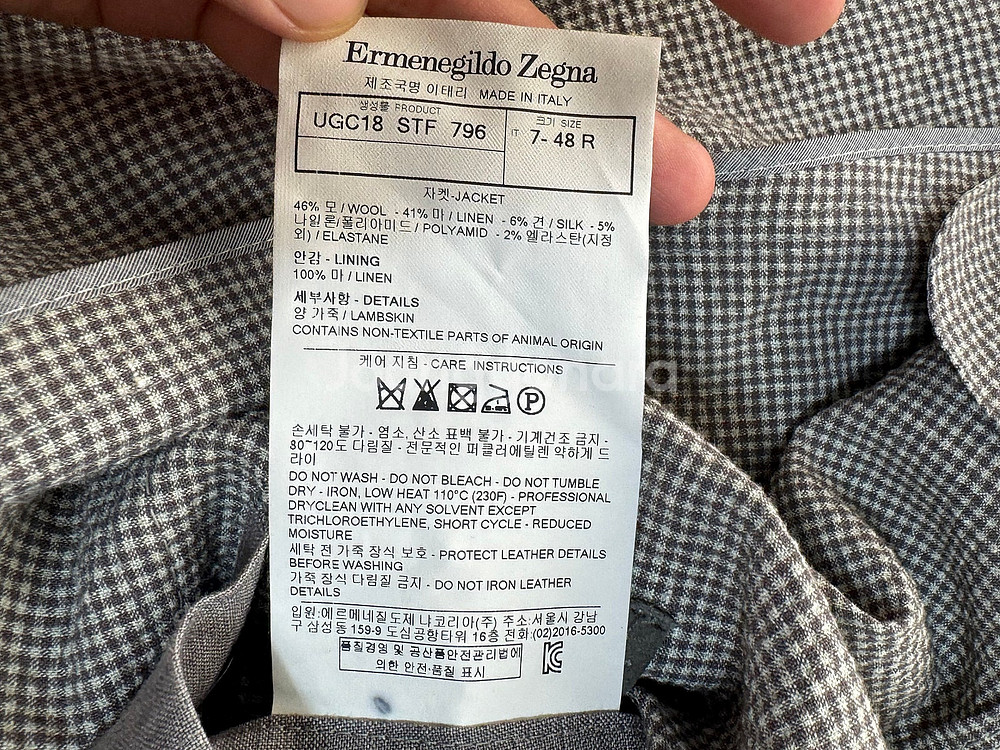 Ermenegildo Zegna
제조국명 이태리 MADE IN ITALY
생성물 PRODUCT
UGC18 STF 796
크기 SIZE
IT 7- 48 R
자켓-JACKET
46% 모 / WOOL - 41% 마 / LINEN - 6% 견 / SILK - 5%
나일론/폴리아미드 / POLYAMID - 2% 엘라스탄(지정
외) / ELASTANE
안감 - LINING
100% 마 / LINEN
세부사항 - DETAILS
양 가죽 / LAMBSKIN
CONTAINS NON-TEXTILE PARTS OF ANIMAL ORIGIN
케어 지침 - CARE INSTRUCTIONS
P
손세탁 불가 - 염소, 산소 표백 불가 - 기계건조 금지 -
80~120도 다림질 - 전문적인 퍼클러에틸렌 약하게 드
라이
DO NOT WASH - DO NOT BLEACH - DO NOT TUMBLE
DRY - IRON, LOW HEAT 110°C (230F) - PROFESSIONAL
DRYCLEAN WITH ANY SOLVENT EXCEPT
TRICHLOROETHYLENE, SHORT CYCLE - REDUCED
MOISTURE
세탁 전 가죽 장식 보호 - PROTECT LEATHER DETAILS
BEFORE WASHING
가죽 장식 다림질 금지 - DO NOT IRON LEATHER
DETAILS
입원:에르메네질도제 냐코리아(주) 주소:서울시 강남
구 삼성동 159-9 도심공항타워 16층 전화:(02)2016-5300
품질경영 및 공산품안전관리법에
의한 안전·품질 표시